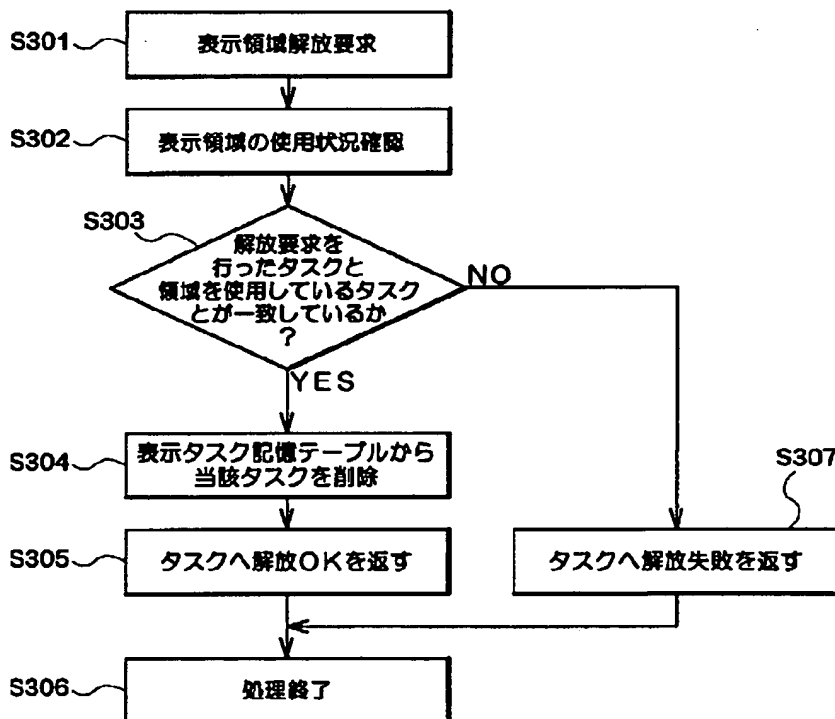 S301
表示領域解放要求
S302
表示領域の使用状況確認
S303
解放要求を
行ったタスクと
領域を使用しているタスク
とが一致しているか
?
NO
YES
S304
表示タスク記憶テーブルから
当該タスクを削除
S307
S305
タスクへ解放OKを返す
タスクへ解放失敗を返す
S306
処理終了